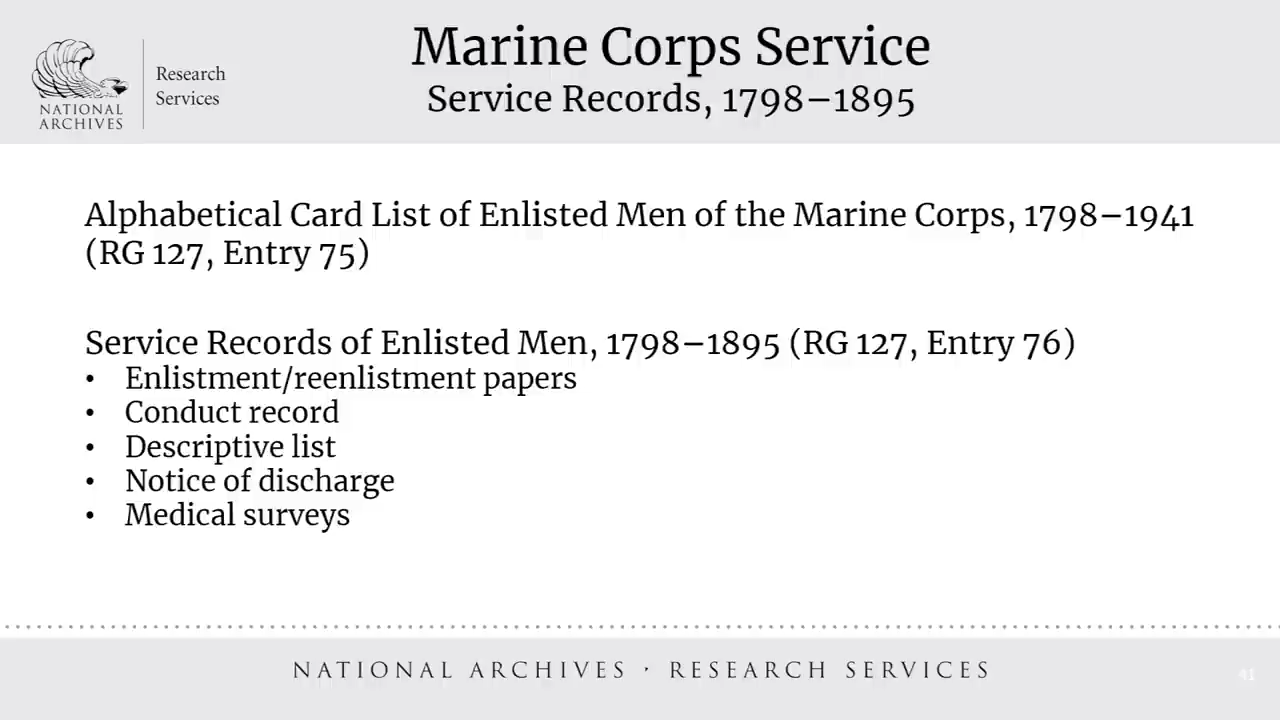 Marine Corps Service
Service Records, 1798–1895
NATIONAL
ARCHIVES
Research
Services
Alphabetical Card List of Enlisted Men of the Marine Corps, 1798–1941
(RG 127, Entry 75)
Service Records of Enlisted Men, 1798–1895 (RG 127, Entry 76)
• Enlistment/reenlistment papers
• Conduct record
• Descriptive list
• Notice of discharge
• Medical surveys
NATIONAL ARCHIVES · RESEARCH SERVICES
41